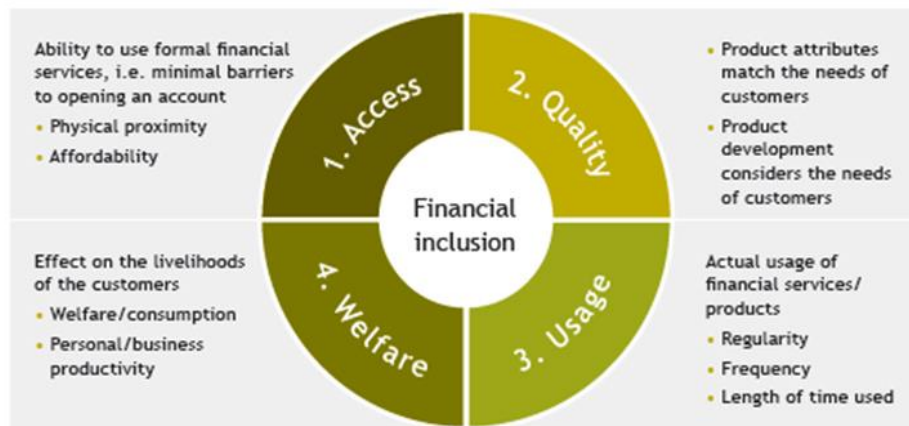 Ability to use formal financial
services, i.e. minimal barriers
to opening an account
• Physical proximity
• Affordability
1. Access
2. Quality
• Product attributes
match the needs of
customers
• Product
development
considers the needs
of customers
Financial
inclusion
Effect on the livelihoods
of the customers
• Welfare/consumption
• Personal/business
productivity
4. Welfare
3. Usage
Actual usage of
financial services/
products
• Regularity
• Frequency
• Length of time used